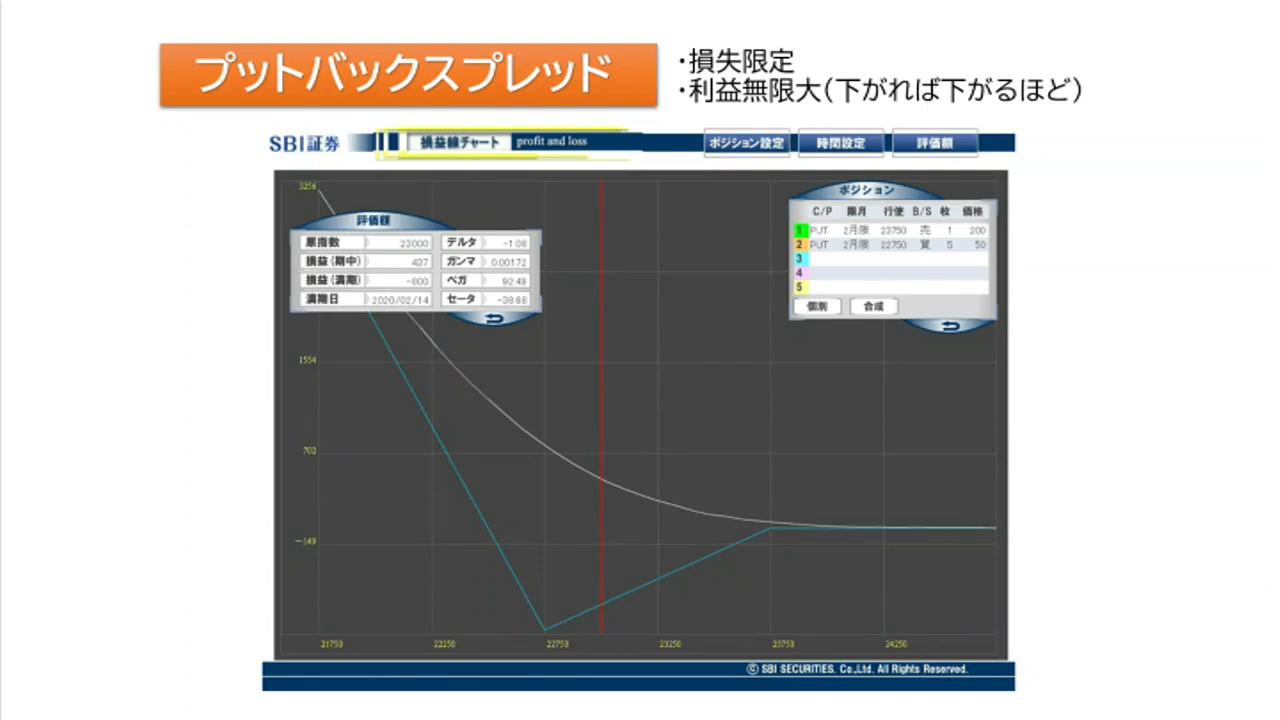 プットバックスプレッド
・損失限定
・利益無限大（下がれば下がるほど）
SBI証券
損益線チャート
profit and loss
ポジション設定
時間設定
評価額
3256
1554
702
-149
評価額
原指数 23000 デルタ -1.08
損益(期中) 437 ガンマ 0.00172
損益(満期) -800 ベガ 92.49
満期日 2020/02/14 セータ -38.68
ポジション
C/P 限月 行使 B/S 枚 価格
1 PUT 2月限 23750 売 1 200
2 PUT 2月限 22750 買 5 50
3
4
5
個別 合成
21750 22250 22750 23250 23750 24250
© SBI SECURITIES. Co.,Ltd. All Rights Reserved.